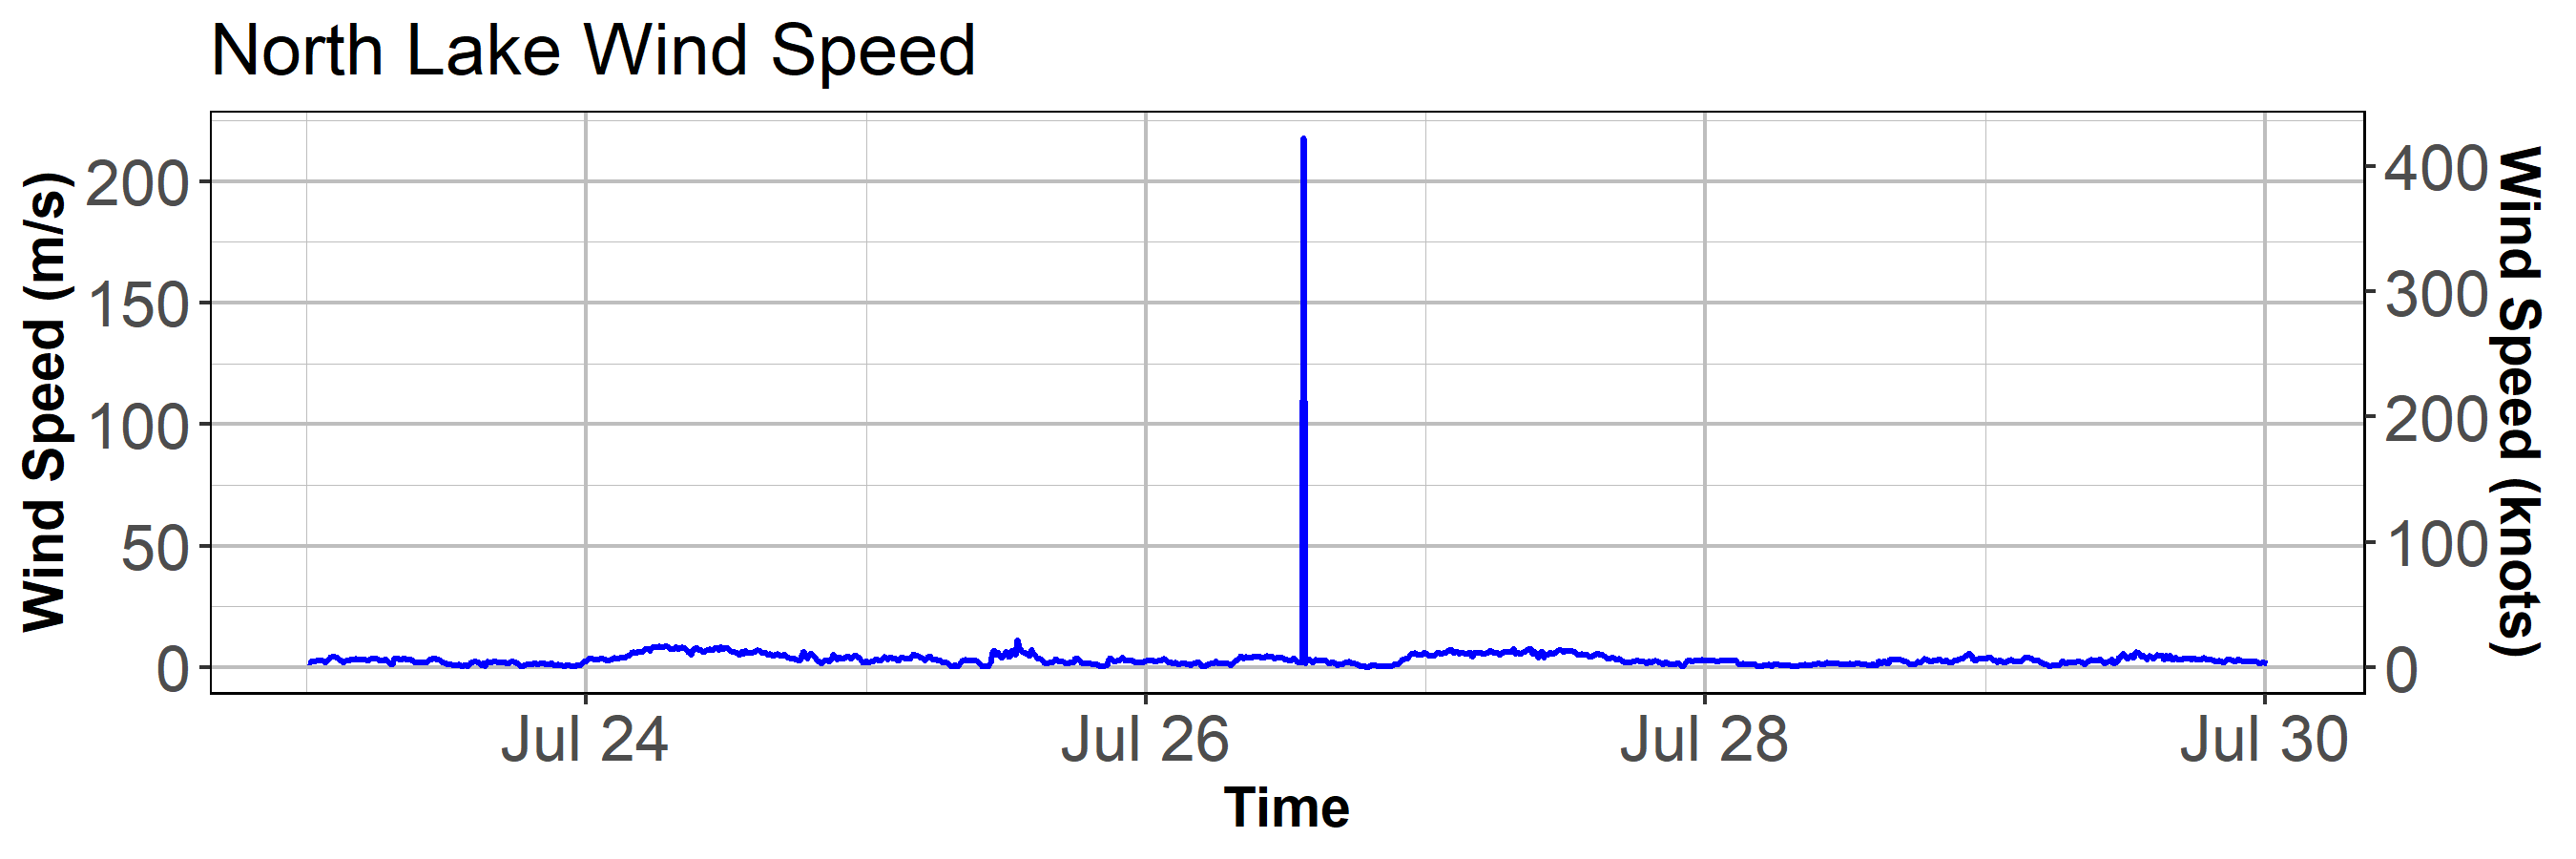 North Lake Wind Speed
Wind Speed (m/s)
200
150
100
50
0
400
300
200
100
0
Wind Speed (knots)
Jul 24
Jul 26
Jul 28
Jul 30
Time